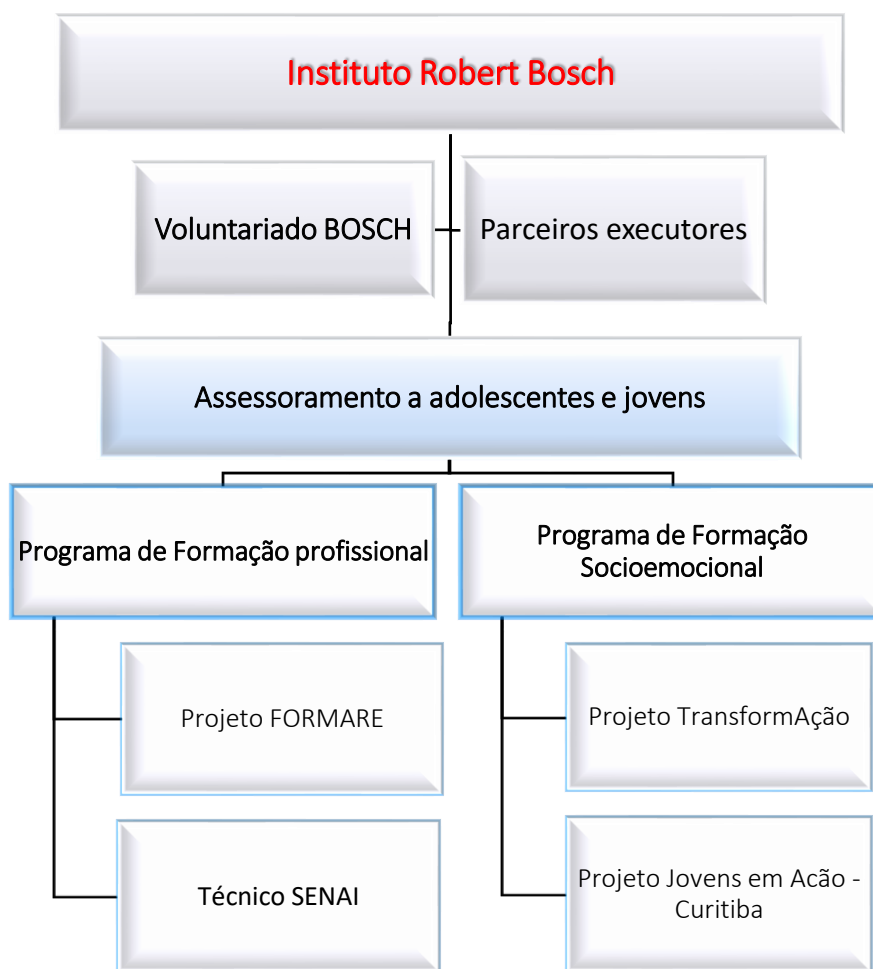 Instituto Robert Bosch
Voluntariado BOSCH
Parceiros executores
Assessoramento a adolescentes e jovens
Programa de Formação profissional
Programa de Formação
Socioemocional
Projeto FORMARE
Projeto TransformAção
Técnico SENAI
Projeto Jovens em Acão -
Curitiba